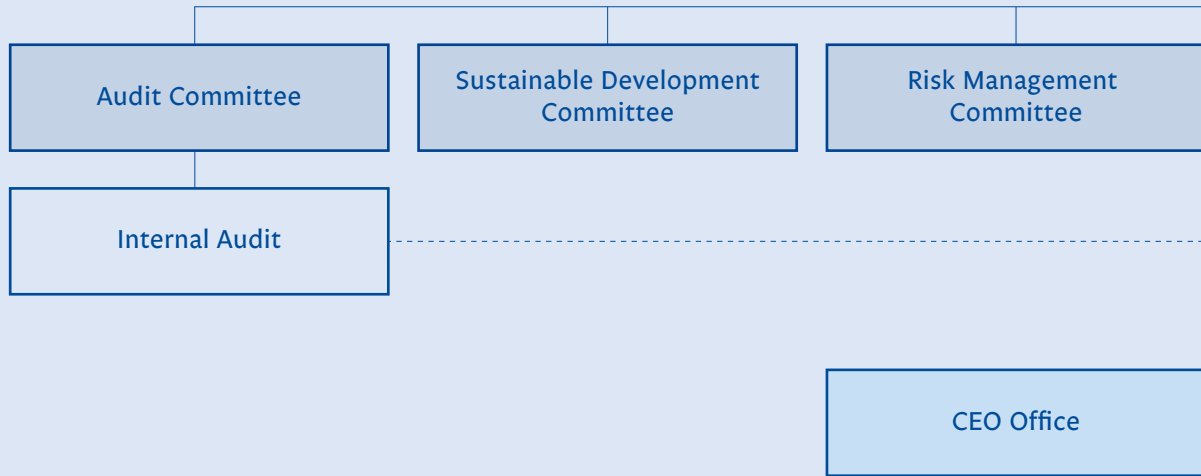 Audit Committee
Sustainable Development
Committee
Risk Management
Committee
Internal Audit
CEO Office